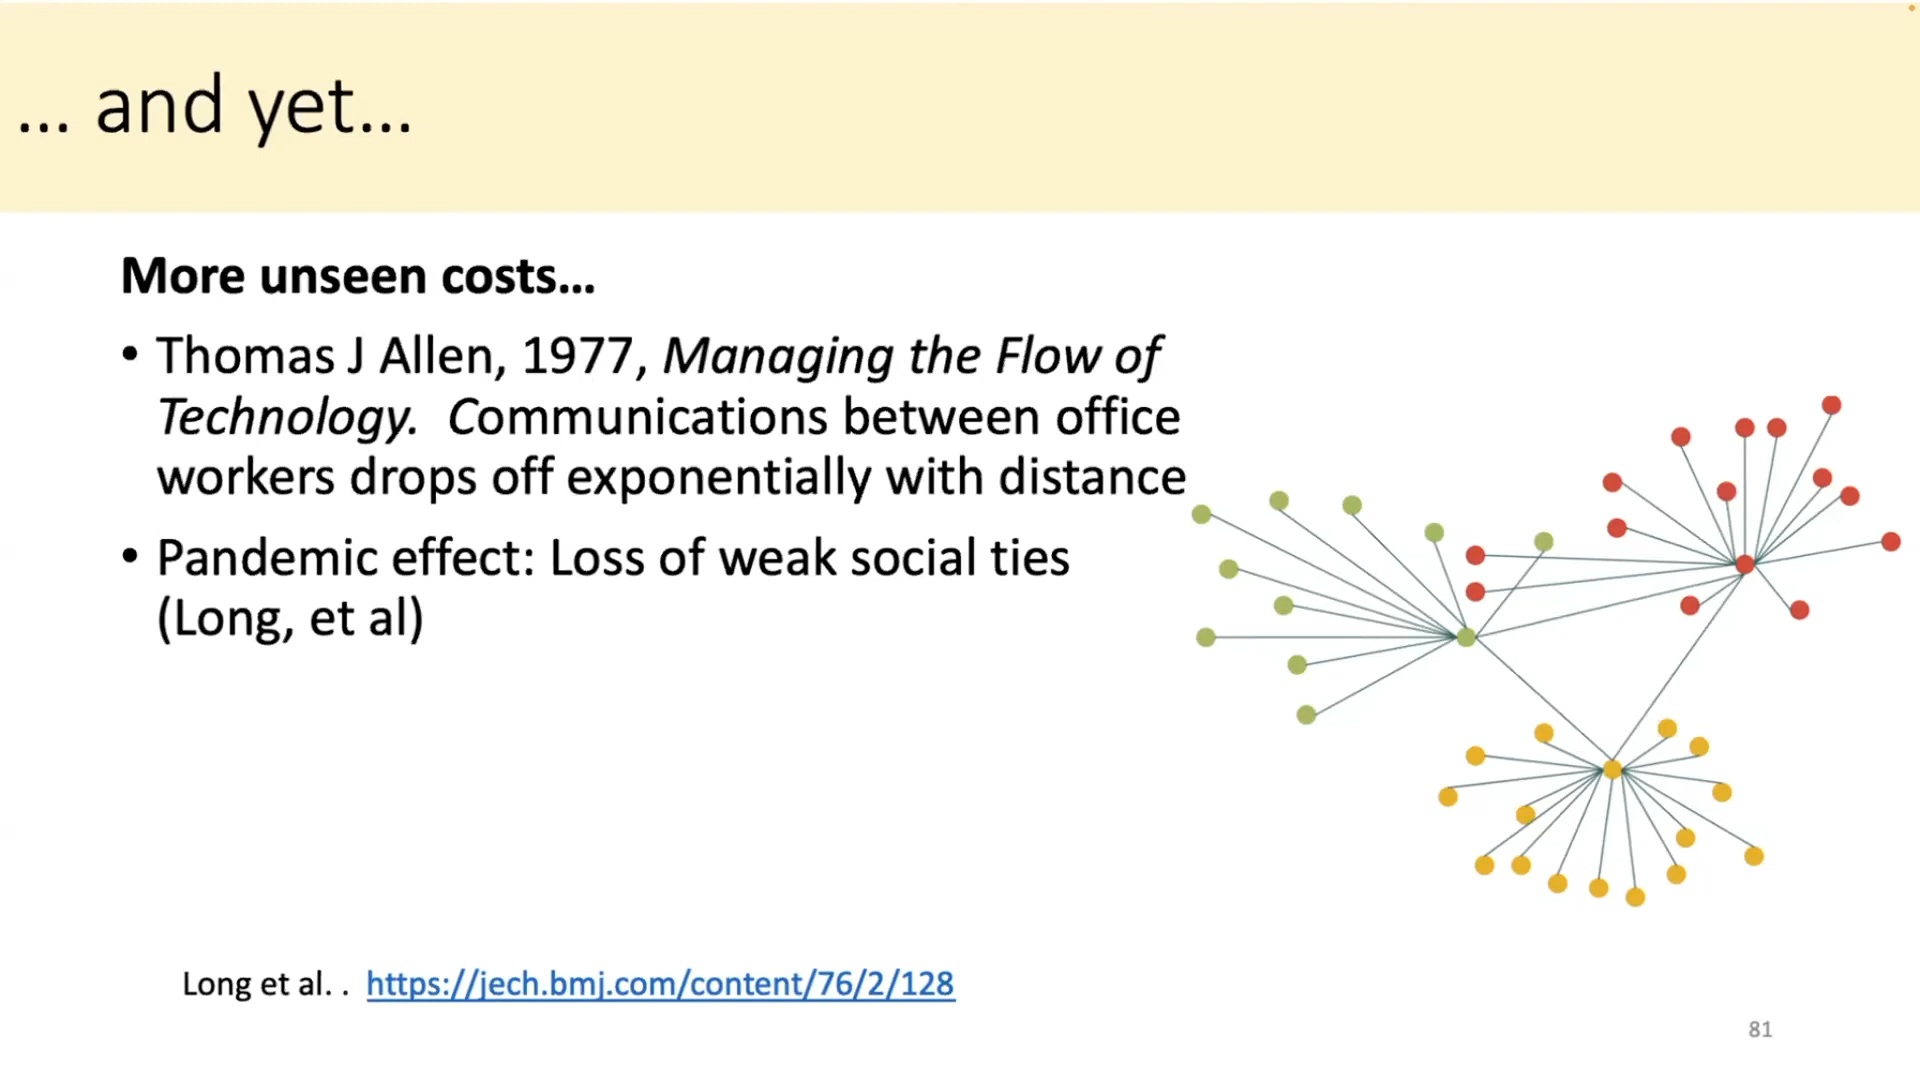 ... and yet...
More unseen costs...
• Thomas J Allen, 1977, Managing the Flow of
Technology. Communications between office
workers drops off exponentially with distance
• Pandemic effect: Loss of weak social ties
(Long, et al)
Long et al. . https://jech.bmj.com/content/76/2/128
81